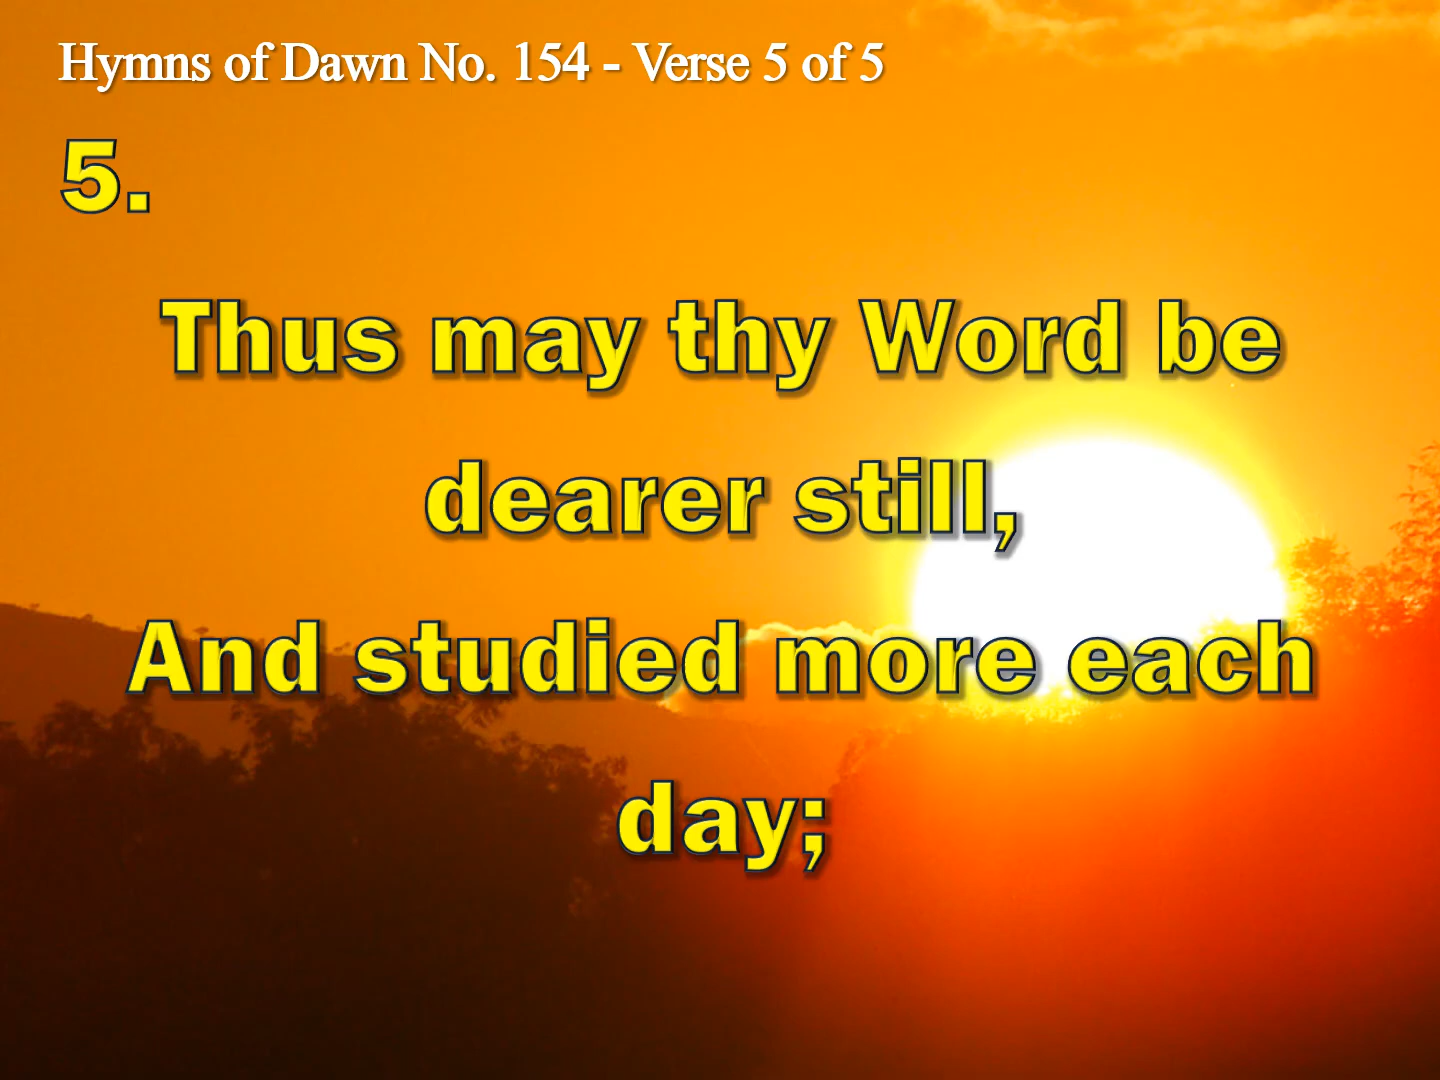 Hymns of Dawn No. 154 - Verse 5 of 5
5.
Thus may thy Word be
dearer still,
And studied more each
day;